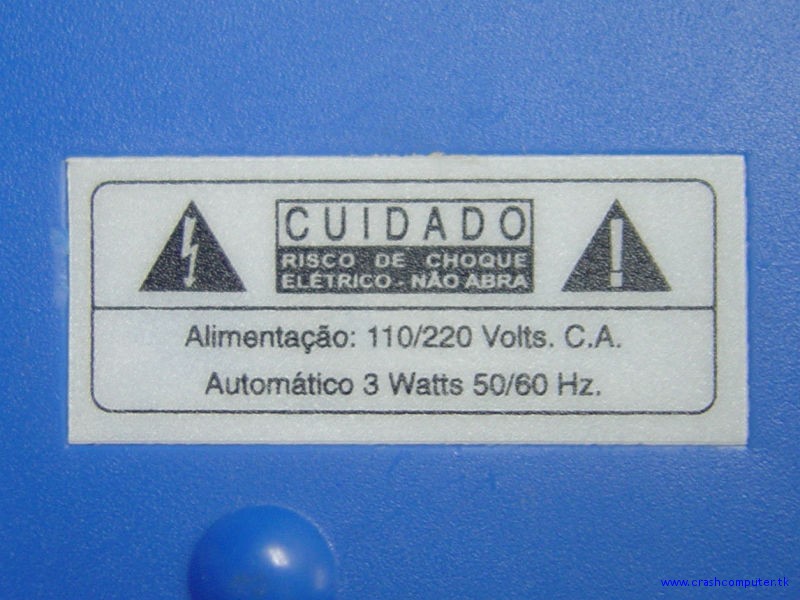 CUIDADO
RISCO DE CHOQUE
ELÉTRICO - NÃO ABRA
Alimentação: 110/220 Volts. C.A.
Automático 3 Watts 50/60 Hz.
www.crashcomputer.tk